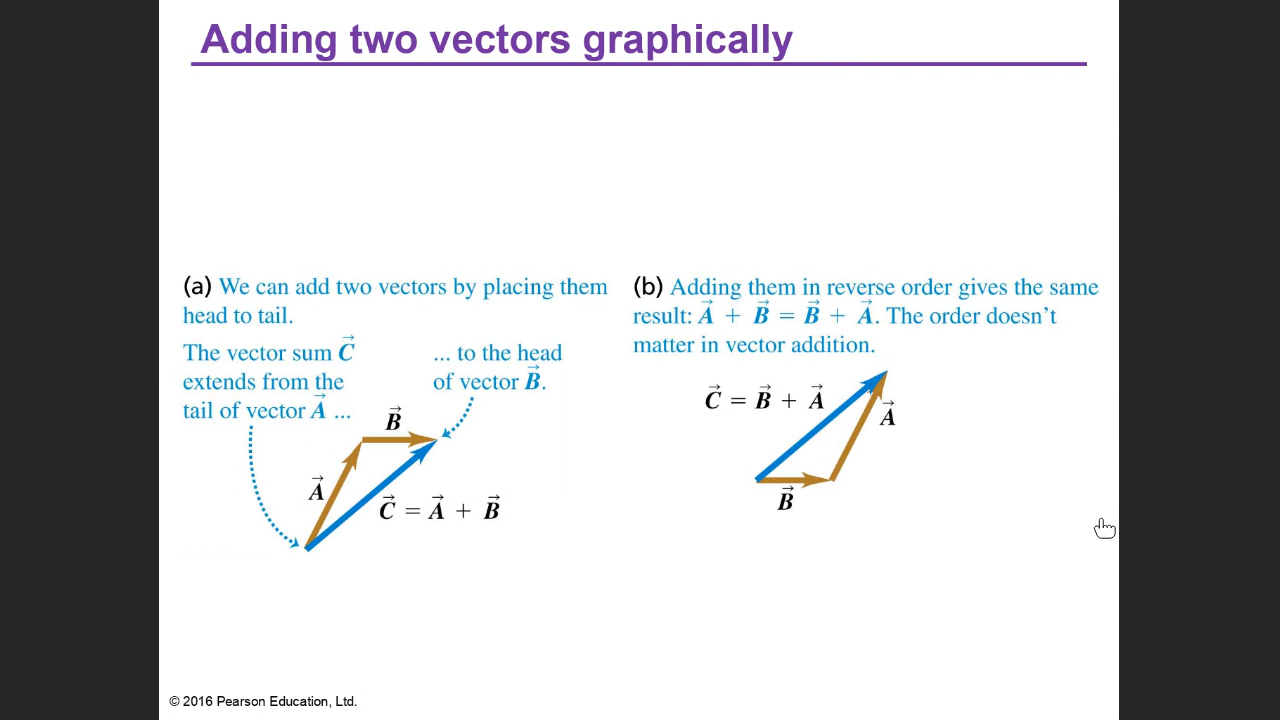 Adding two vectors graphically
(a) We can add two vectors by placing them
head to tail.
The vector sum C⃗
extends from the
tail of vector A⃗ ...
... to the head
of vector B⃗.
B⃗
A⃗
C⃗ = A⃗ + B⃗
(b) Adding them in reverse order gives the same
result: A⃗ + B⃗ = B⃗ + A⃗. The order doesn’t
matter in vector addition.
C⃗ = B⃗ + A⃗
A⃗
B⃗
© 2016 Pearson Education, Ltd.